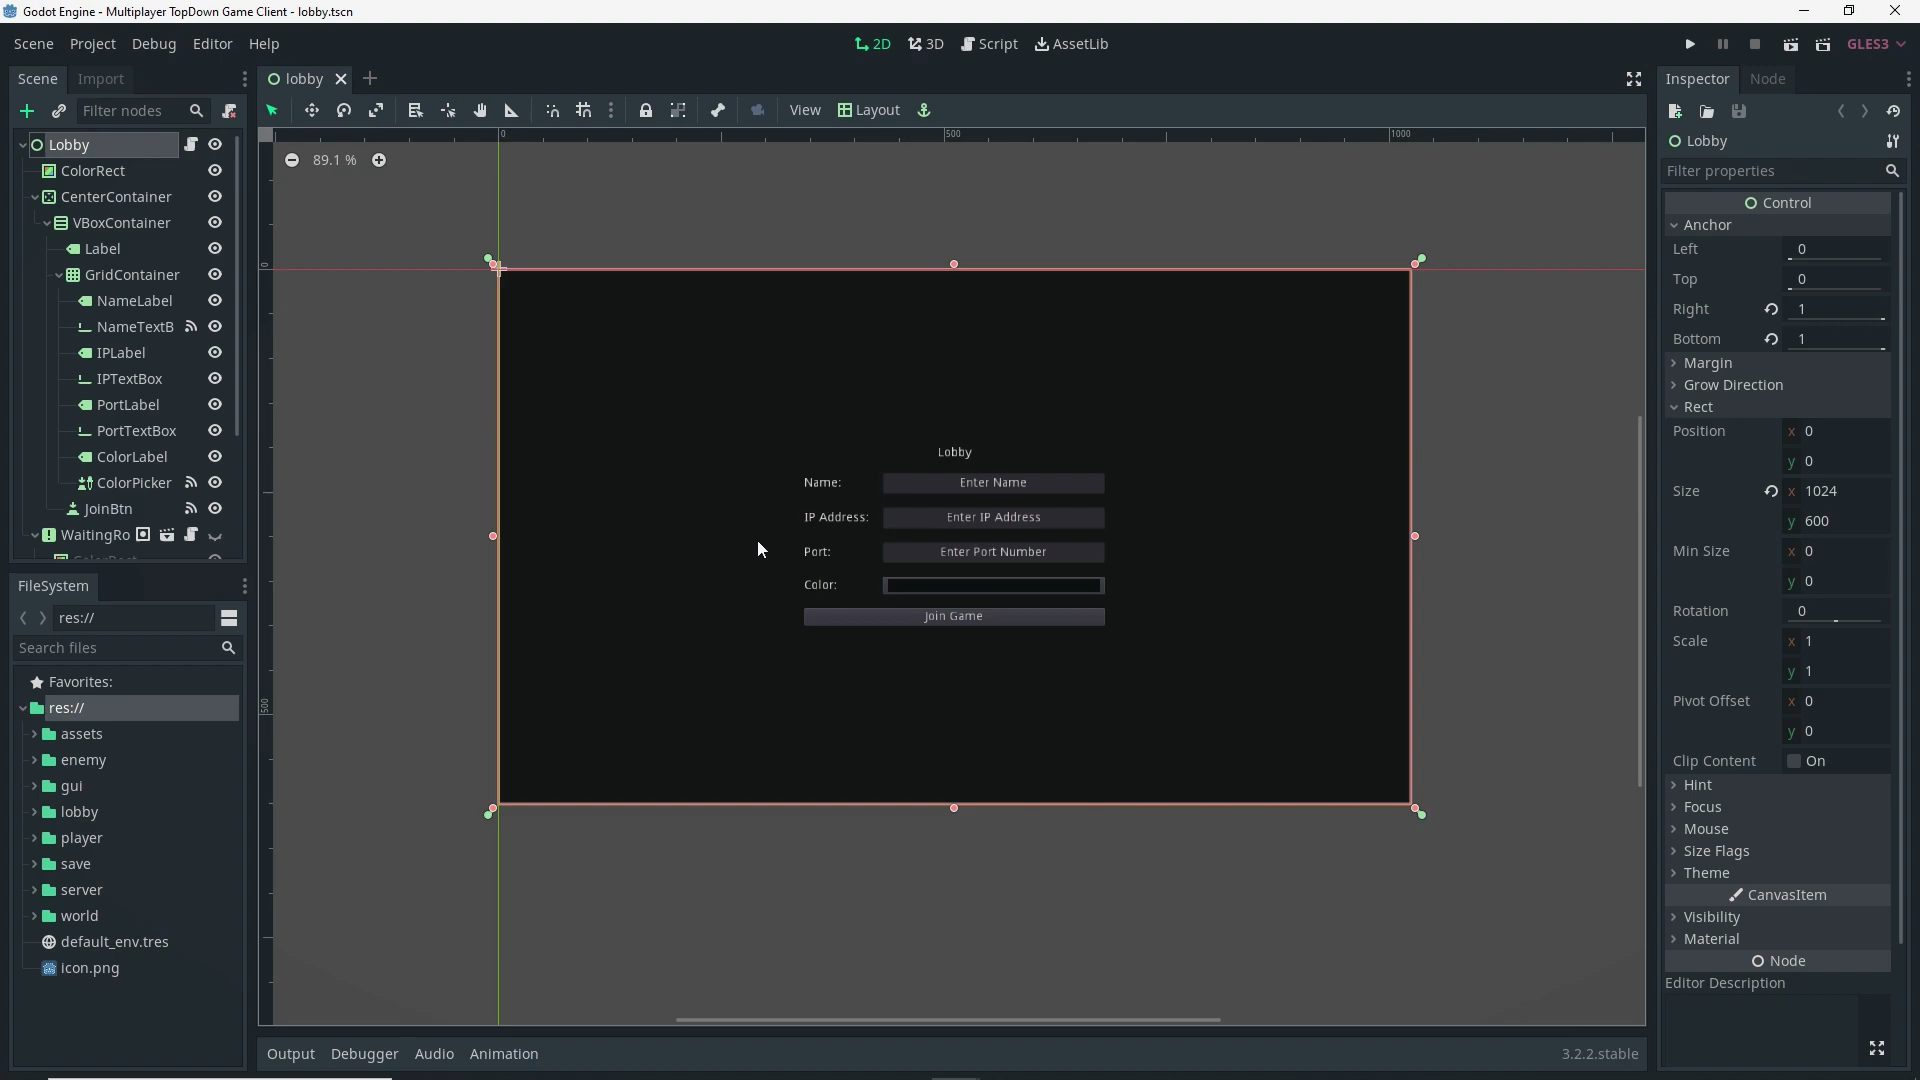 Godot Engine - Multiplayer TopDown Game Client - lobby.tscn
Scene Project Debug Editor Help
2D 3D Script AssetLib
GLES3
Scene Import
Filter nodes
Lobby
ColorRect
CenterContainer
VBoxContainer
Label
GridContainer
NameLabel
NameTextB
IPLabel
IPTextBox
PortLabel
PortTextBox
ColorLabel
ColorPicker
JoinBtn
WaitingRo
ColorRect
FileSystem
res://
Search files
Favorites:
res://
assets
enemy
gui
lobby
player
save
server
world
default_env.tres
icon.png
lobby
View Layout
0 500 1000
89.1 %
0
500
Lobby
Name: Enter Name
IP Address: Enter IP Address
Port: Enter Port Number
Color:
Join Game
Output Debugger Audio Animation
3.2.2.stable
Inspector Node
Lobby
Filter properties
Control
Anchor
Left 0
Top 0
Right 1
Bottom 1
Margin
Grow Direction
Rect
Position x 0
y 0
Size x 1024
y 600
Min Size x 0
y 0
Rotation 0
Scale x 1
y 1
Pivot Offset x 0
y 0
Clip Content On
Hint
Focus
Mouse
Size Flags
Theme
CanvasItem
Visibility
Material
Node
Editor Description